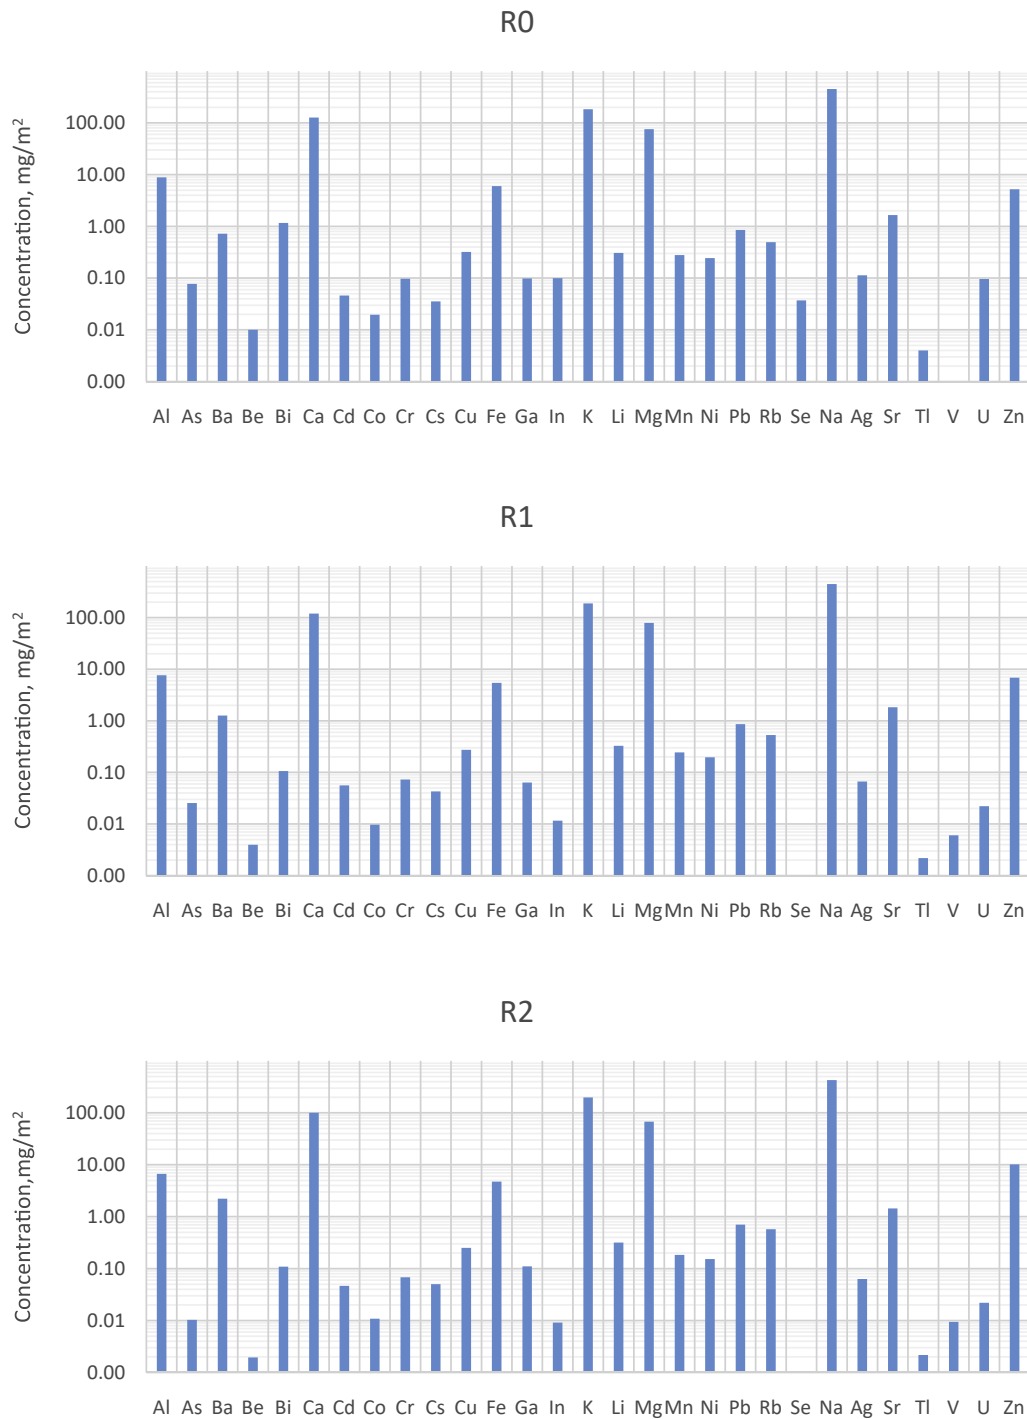 R0
Concentration, mg/m²
100.00
10.00
1.00
0.10
0.01
0.00
Al As Ba Be Bi Ca Cd Co Cr Cs Cu Fe Ga In K Li Mg Mn Ni Pb Rb Se Na Ag Sr Tl V U Zn
R1
Concentration, mg/m²
100.00
10.00
1.00
0.10
0.01
0.00
Al As Ba Be Bi Ca Cd Co Cr Cs Cu Fe Ga In K Li Mg Mn Ni Pb Rb Se Na Ag Sr Tl V U Zn
R2
Concentration,mg/m²
100.00
10.00
1.00
0.10
0.01
0.00
Al As Ba Be Bi Ca Cd Co Cr Cs Cu Fe Ga In K Li Mg Mn Ni Pb Rb Se Na Ag Sr Tl V U Zn